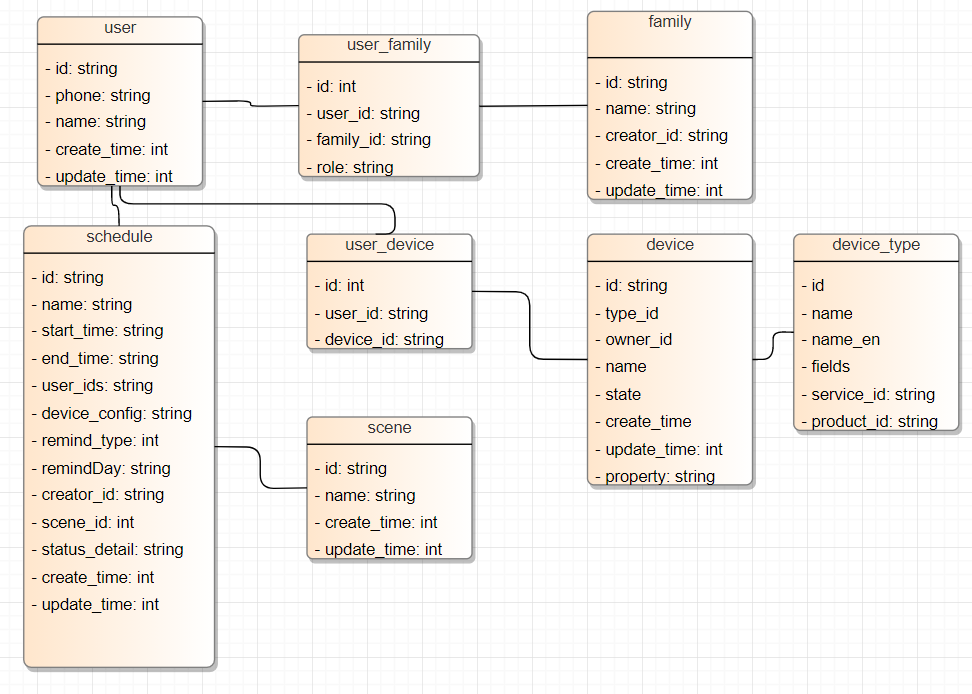 user
- id: string
- phone: string
- name: string
- create_time: int
- update_time: int
user_family
- id: int
- user_id: string
- family_id: string
- role: string
family
- id: string
- name: string
- creator_id: string
- create_time: int
- update_time: int
schedule
- id: string
- name: string
- start_time: string
- end_time: string
- user_ids: string
- device_config: string
- remind_type: int
- remindDay: string
- creator_id: string
- scene_id: int
- status_detail: string
- create_time: int
- update_time: int
user_device
- id: int
- user_id: string
- device_id: string
scene
- id: string
- name: string
- create_time: int
- update_time: int
device
- id: string
- type_id
- owner_id
- name
- state
- create_time
- update_time: int
- property: string
device_type
- id
- name
- name_en
- fields
- service_id: string
- product_id: string